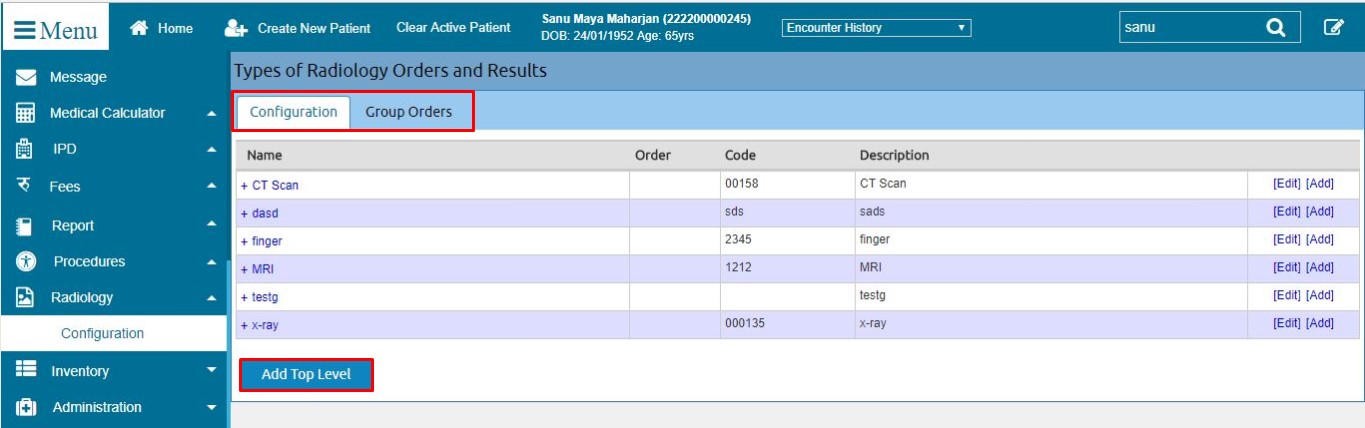 Menu Home Create New Patient Clear Active Patient Sanu Maya Maharjan (222200000245) Encounter History sanu
DOB: 24/01/1952 Age: 65yrs
Message
Medical Calculator
IPD
Fees
Report
Procedures
Radiology
Configuration
Inventory
Administration
Types of Radiology Orders and Results
Configuration Group Orders
Name Order Code Description
+ CT Scan 00158 CT Scan [Edit] [Add]
+ dasd sds sads [Edit] [Add]
+ finger 2345 finger [Edit] [Add]
+ MRI 1212 MRI [Edit] [Add]
+ testg testg [Edit] [Add]
+ x-ray 000135 x-ray [Edit] [Add]
Add Top Level